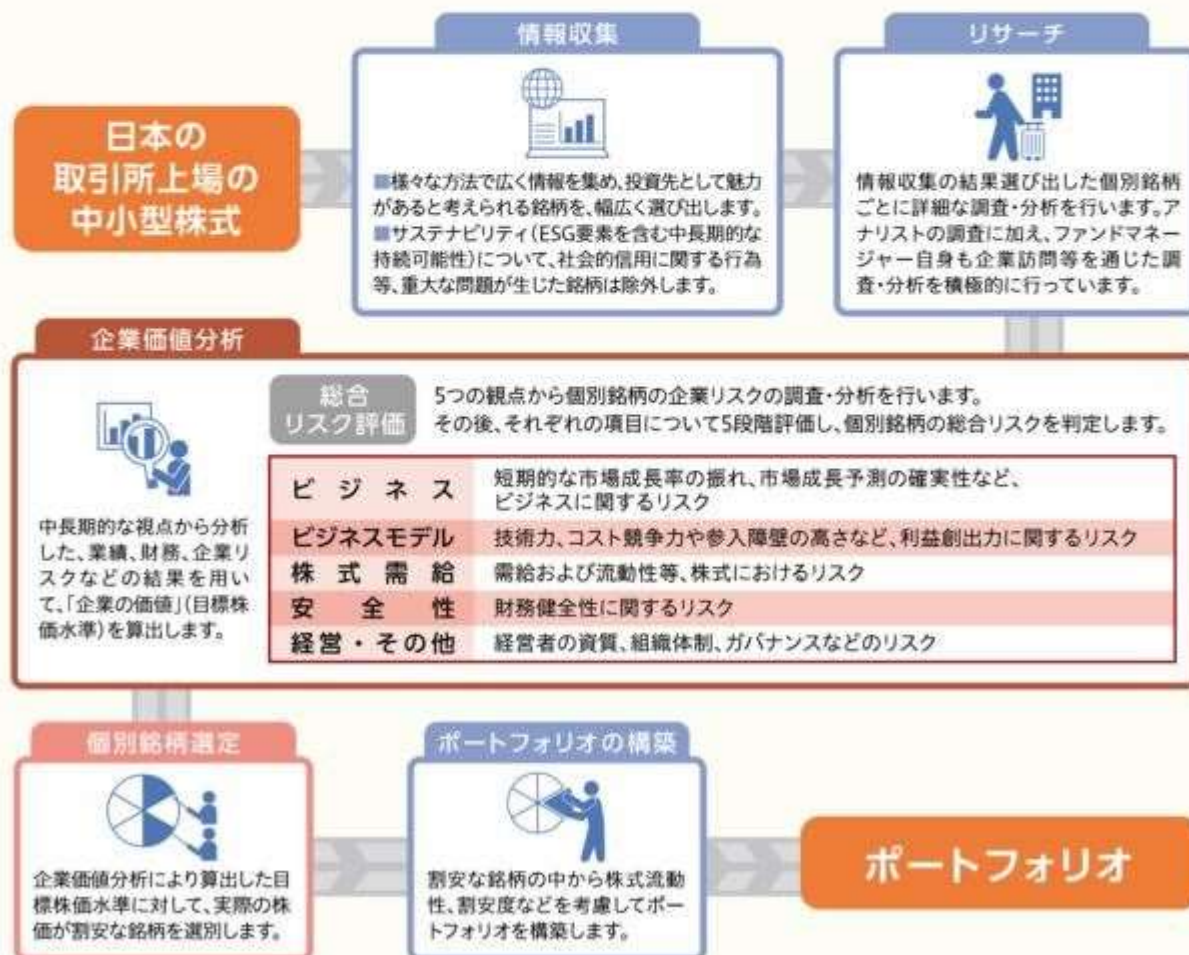 日本の
取引所上場の
中小型株式
情報収集
■様々な方法で広く情報を集め、投資先として魅力
があると考えられる銘柄を、幅広く選び出します。
■サステナビリティ(ESG要素を含む中長期的な
持続可能性)について、社会的信用に関する行為
等、重大な問題が生じた銘柄は除外します。
リサーチ
情報収集の結果選び出した個別銘柄
ごとに詳細な調査・分析を行います。ア
ナリストの調査に加え、ファンドマネー
ジャー自身も企業訪問等を通じた調
査・分析を積極的に行っています。
企業価値分析
中長期的な視点から分析
した、業績、財務、企業リ
スクなどの結果を用い
て、「企業の価値」(目標株
価水準)を算出します。
総合
リスク評価
5つの観点から個別銘柄の企業リスクの調査・分析を行います。
その後、それぞれの項目について5段階評価し、個別銘柄の総合リスクを判定します。
ビジネス
短期的な市場成長率の振れ、市場成長予測の確実性など、
ビジネスに関するリスク
ビジネスモデル 技術力、コスト競争力や参入障壁の高さなど、利益創出力に関するリスク
株式需給 需給および流動性等、株式におけるリスク
安全性 財務健全性に関するリスク
経営・その他 経営者の資質、組織体制、ガバナンスなどのリスク
個別銘柄選定
企業価値分析により算出した目
標株価水準に対して、実際の株
価が割安な銘柄を選別します。
ポートフォリオの構築
割安な銘柄の中から株式流動
性、割安度などを考慮してポー
トフォリオを構築します。
ポートフォリオ